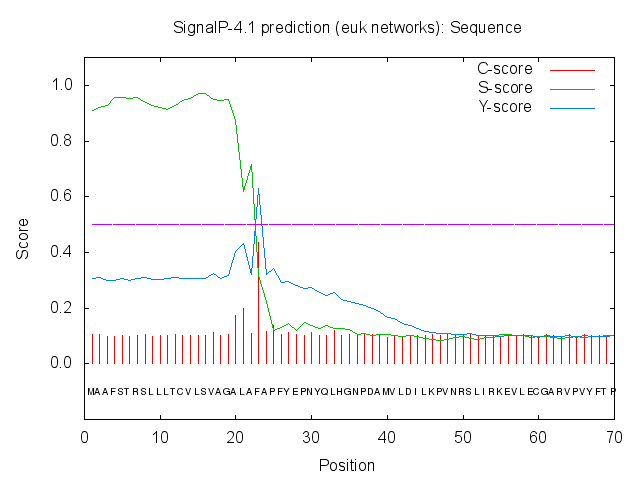 SignalP-4.1 prediction (euk networks): Sequence
C-score
S-score
Y-score
1.0
0.8
0.6
0.4
0.2
0.0
Score
MAAFSTRSLLLTCVLSVAGALAFAPFYEPNYQLHGNPDAMVLDILKPVNRSLIRKEVLECGARVPVYFTP
0 10 20 30 40 50 60 70
Position